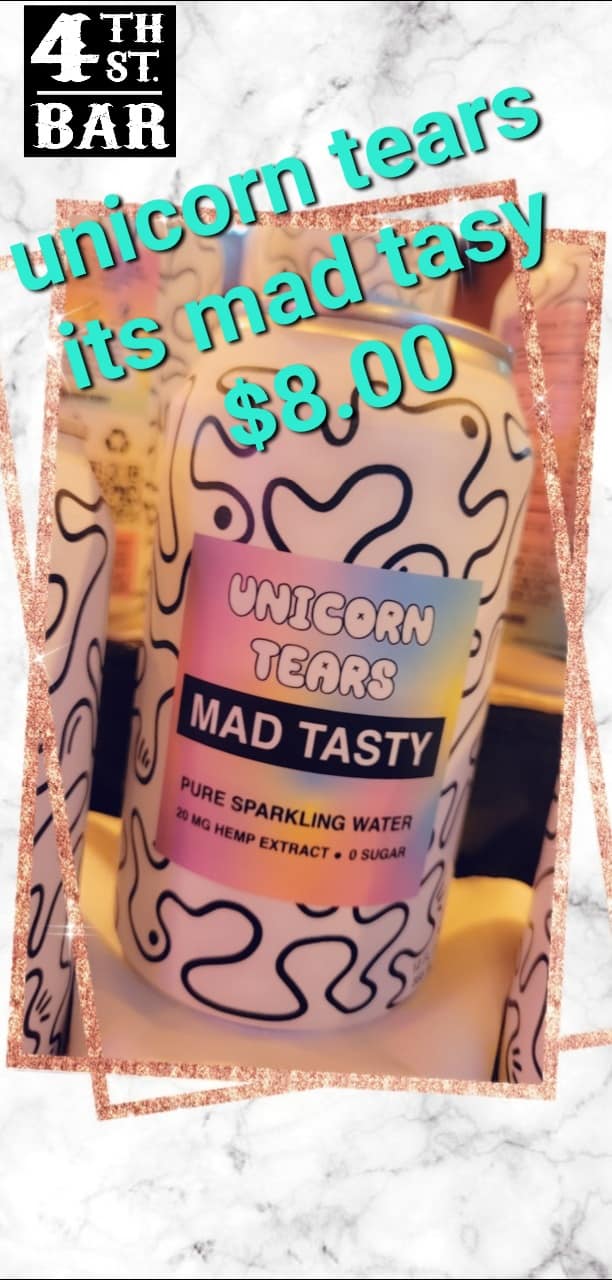 4TH
ST.
BAR
unicorn tears
its mad tasy
$8.00
UNICORN
TEARS
MAD TASTY
PURE SPARKLING WATER
20 MG HEMP EXTRACT • 0 SUGAR